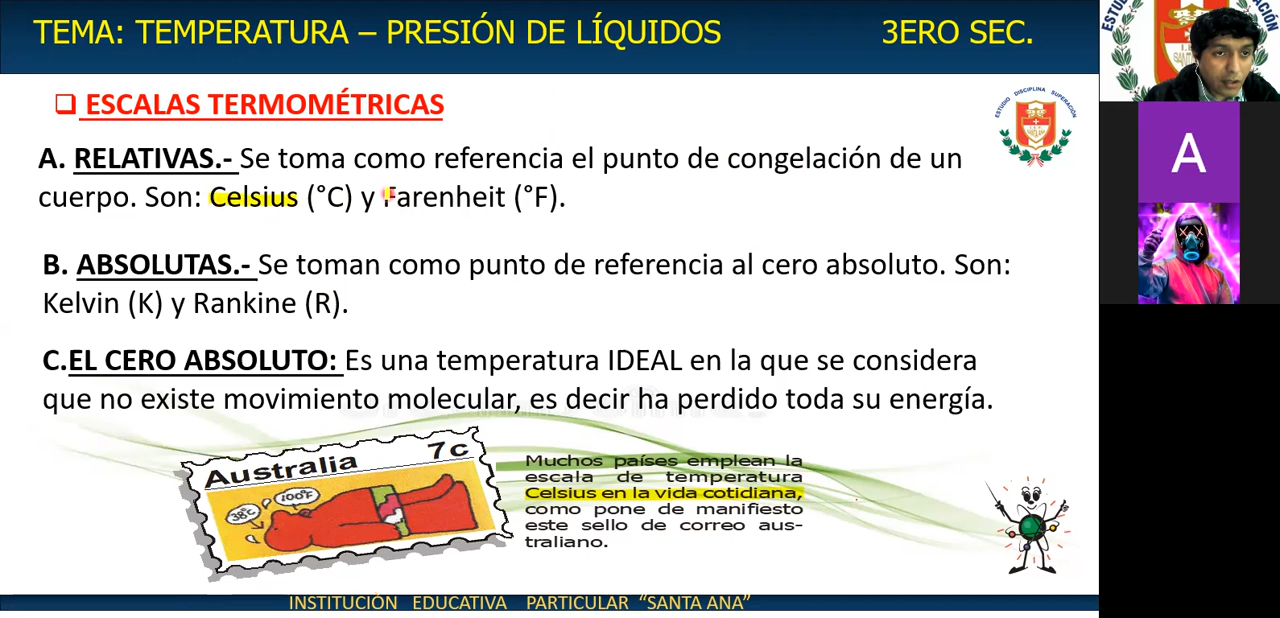 TEMA: TEMPERATURA – PRESIÓN DE LÍQUIDOS 3ERO SEC.
❑ ESCALAS TERMOMÉTRICAS
ESTUDIO DISCIPLINA SUPERACIÓN
A. RELATIVAS.- Se toma como referencia el punto de congelación de un
cuerpo. Son: Celsius (°C) y Farenheit (°F).
B. ABSOLUTAS.- Se toman como punto de referencia al cero absoluto. Son:
Kelvin (K) y Rankine (R).
C.EL CERO ABSOLUTO: Es una temperatura IDEAL en la que se considera
que no existe movimiento molecular, es decir ha perdido toda su energía.
Australia 7c
38°C
100°F
Muchos países emplean la
escala de temperatura
Celsius en la vida cotidiana,
como pone de manifiesto
este sello de correo aus-
traliano.
INSTITUCIÓN EDUCATIVA PARTICULAR “SANTA ANA”
A